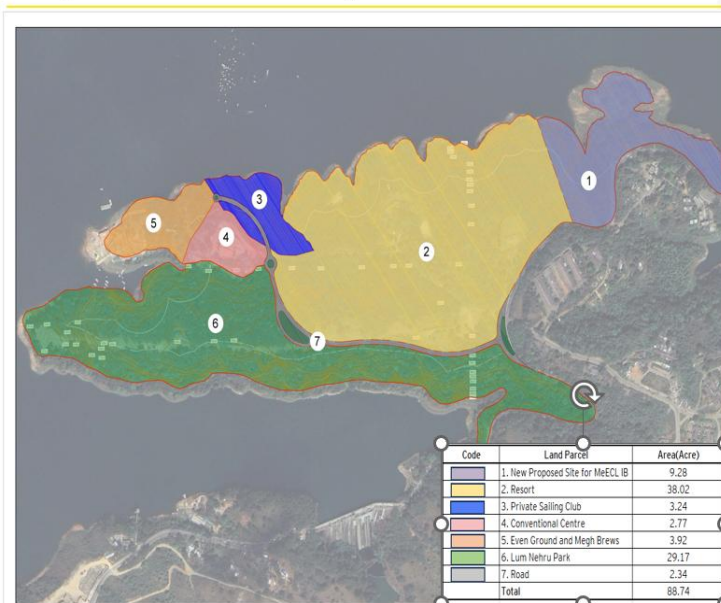 3
1
5
4
2
6
7
Code Land Parcel Area(Acre)
1. New Proposed Site for MeECL IB 9.28
2. Resort 38.02
3. Private Sailing Club 3.24
4. Conventional Centre 2.77
5. Even Ground and Megh Brews 3.92
6. Lum Nehru Park 29.17
7. Road 2.34
Total 88.74